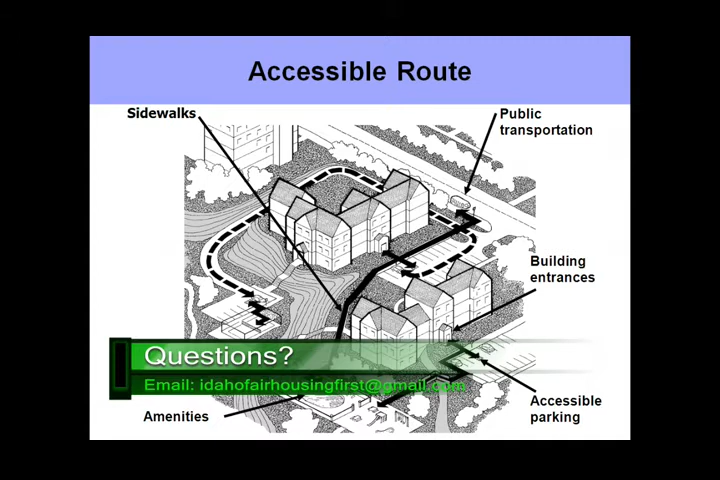 Accessible Route
Sidewalks
Public
transportation
Building
entrances
Questions?
Email: idahofairhousingfirst@gmail.com
Accessible
parking
Amenities